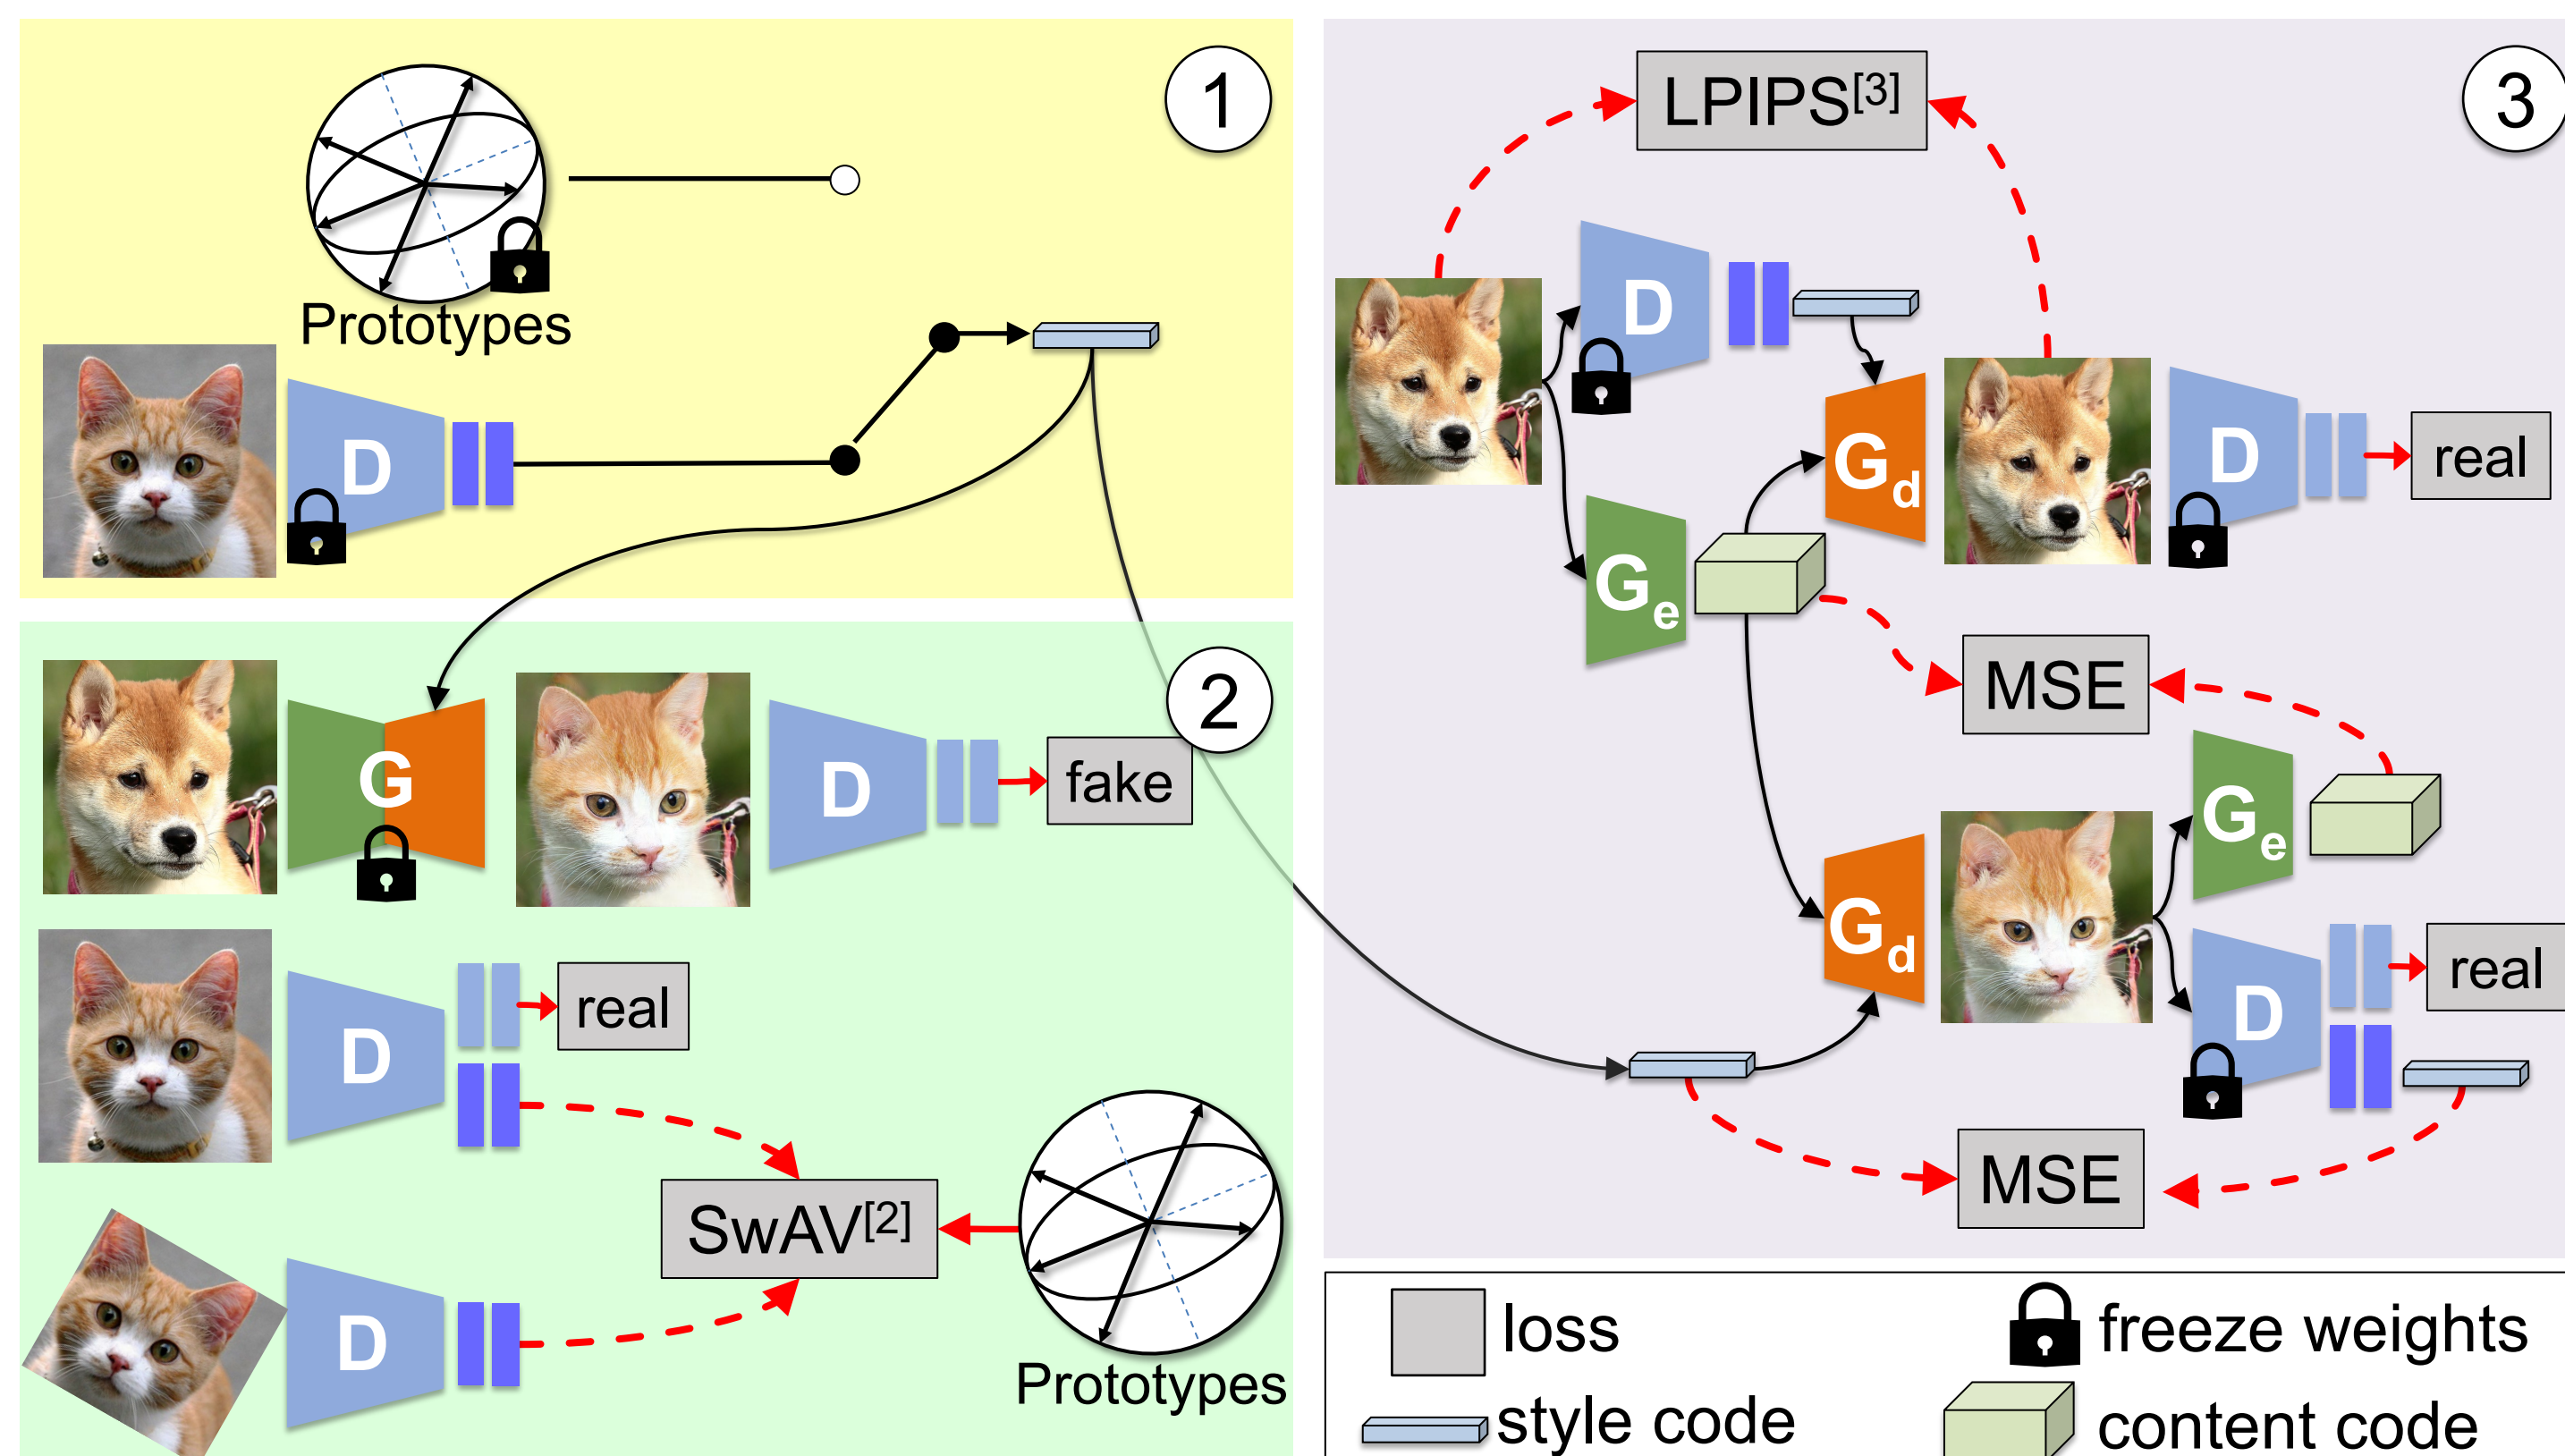 1
Prototypes
D
2
G
D
fake
D
real
SwAV[2]
D
Prototypes
3
LPIPS[3]
D
Gd
D
real
Ge
MSE
Ge
Gd
D
real
MSE
loss
freeze weights
style code
content code